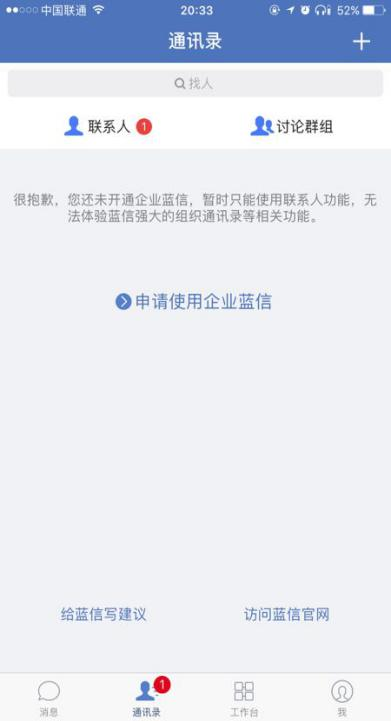 中国联通 20:33 52%
通讯录
找人
联系人 1 讨论群组
很抱歉，您还未开通企业蓝信，暂时只能使用联系人功能，无
法体验蓝信强大的组织通讯录等相关功能。
申请使用企业蓝信
给蓝信写建议 访问蓝信官网
1
消息 通讯录 工作台 我